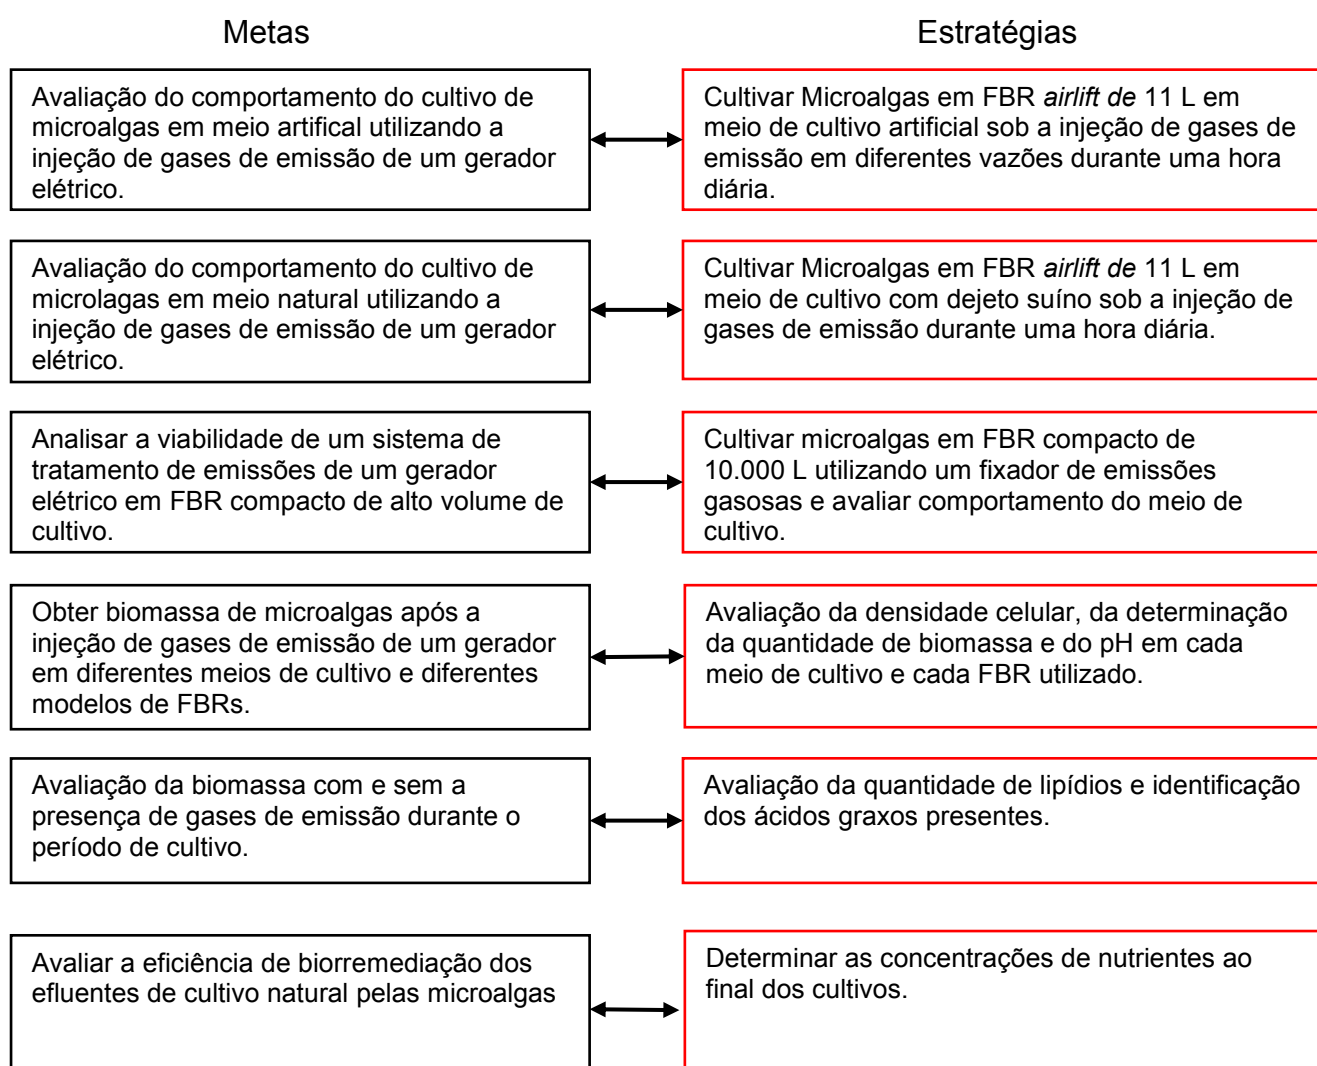 Metas
Estratégias
Avaliação do comportamento do cultivo de
microalgas em meio artifical utilizando a
injeção de gases de emissão de um gerador
elétrico.
Cultivar Microalgas em FBR airlift de 11 L em
meio de cultivo artificial sob a injeção de gases de
emissão em diferentes vazões durante uma hora
diária.
Avaliação do comportamento do cultivo de
microlagas em meio natural utilizando a
injeção de gases de emissão de um gerador
elétrico.
Cultivar Microalgas em FBR airlift de 11 L em
meio de cultivo com dejeto suíno sob a injeção de
gases de emissão durante uma hora diária.
Analisar a viabilidade de um sistema de
tratamento de emissões de um gerador
elétrico em FBR compacto de alto volume de
cultivo.
Cultivar microalgas em FBR compacto de
10.000 L utilizando um fixador de emissões
gasosas e avaliar comportamento do meio de
cultivo.
Obter biomassa de microalgas após a
injeção de gases de emissão de um gerador
em diferentes meios de cultivo e diferentes
modelos de FBRs.
Avaliação da densidade celular, da determinação
da quantidade de biomassa e do pH em cada
meio de cultivo e cada FBR utilizado.
Avaliação da biomassa com e sem a
presença de gases de emissão durante o
período de cultivo.
Avaliação da quantidade de lipídios e identificação
dos ácidos graxos presentes.
Avaliar a eficiência de biorremediação dos
efluentes de cultivo natural pelas microalgas
Determinar as concentrações de nutrientes ao
final dos cultivos.